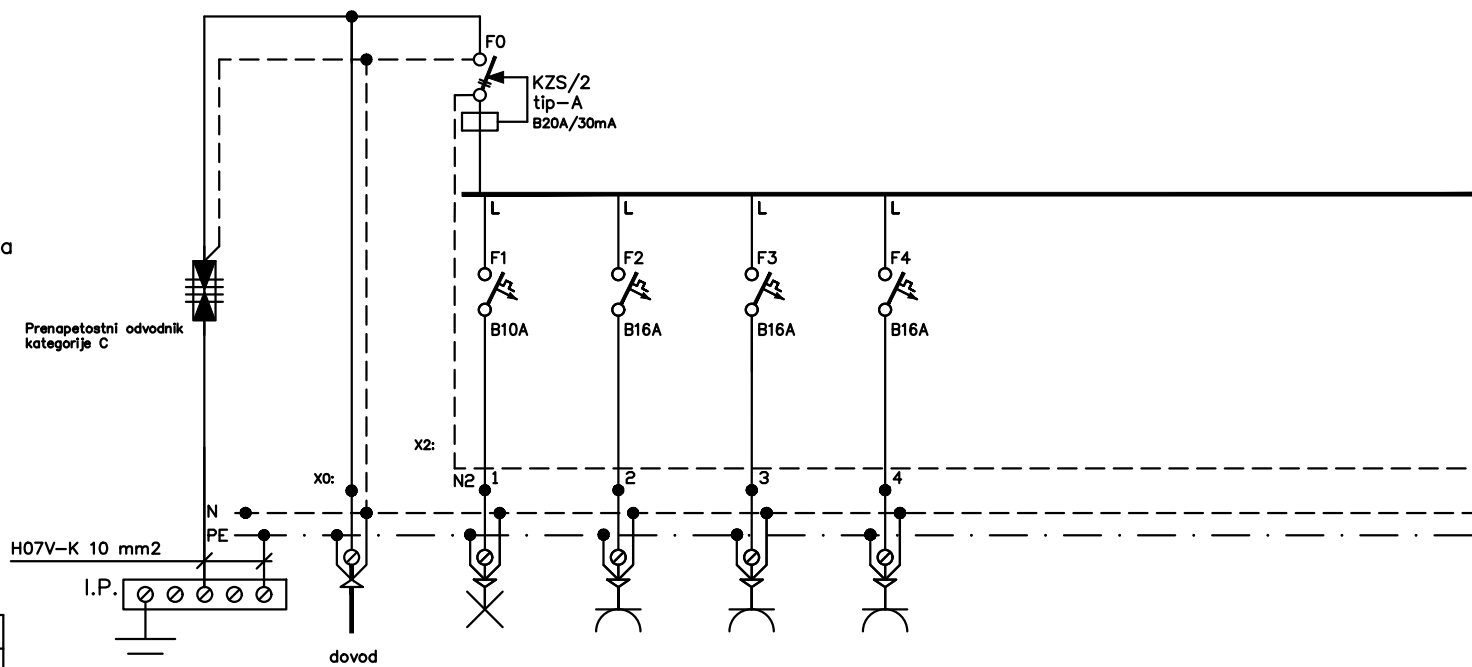 F0
KZS/2
tip-A
B20A/30mA
L L L L
a
F1 F2 F3 F4
Prenapetostni odvodnik
kategorije C
B10A B16A B16A B16A
X2:
X0:
N2 1 2 3 4
N
PE
H07V-K 10 mm2
I.P.
dovod